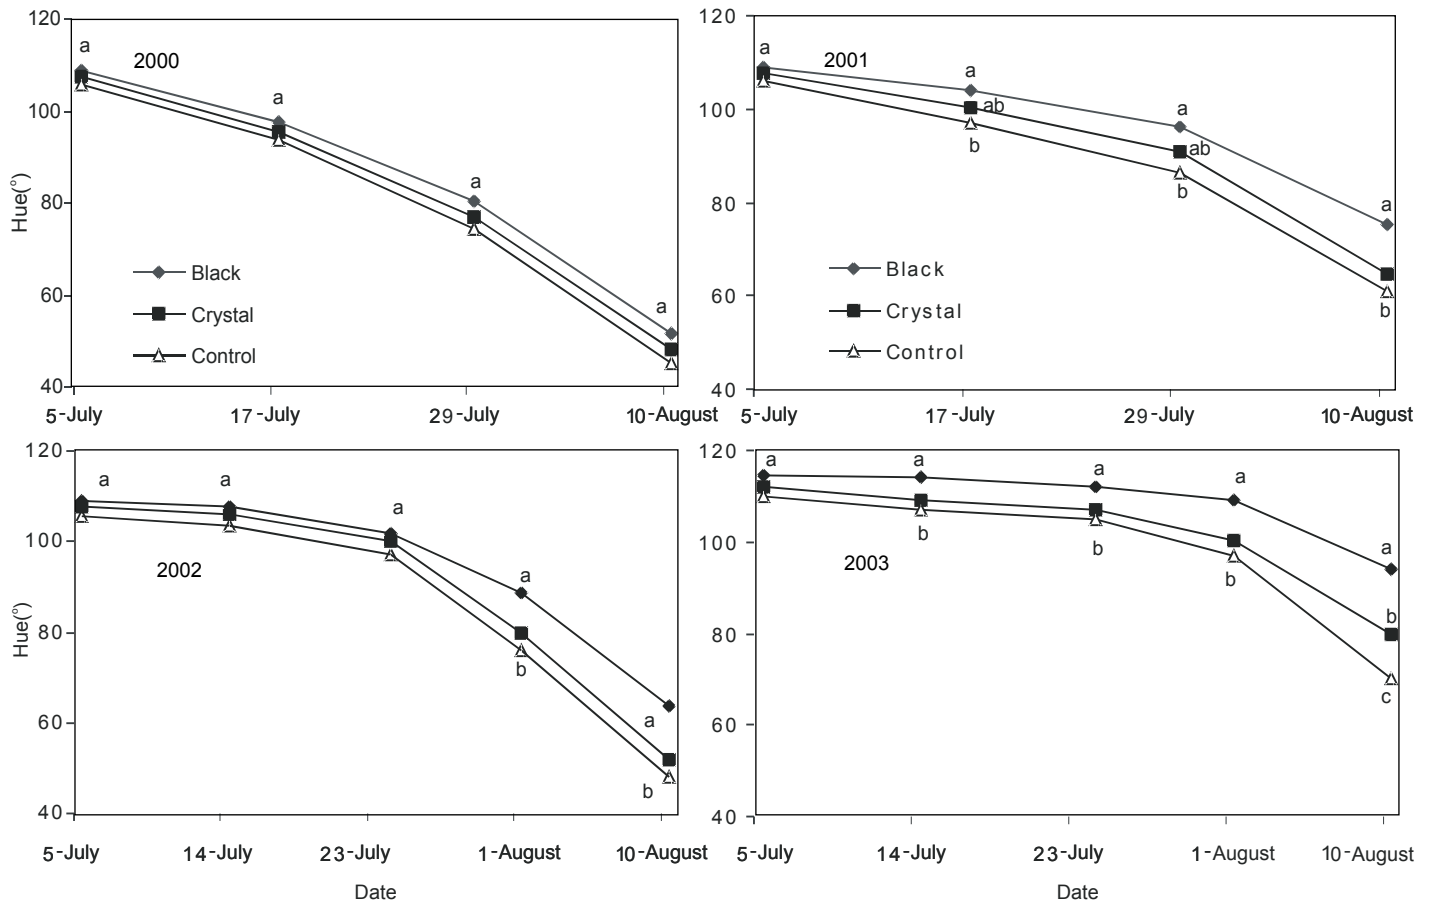 120
a
2000
100
a
Hue(°)
80
a
Black
60
a
Crystal
Control
40
5-July 17-July 29-July 10-August
120
a
2001
a
100
ab
a
b
ab
80
b
a
Black
60
Crystal
b
Control
40
5-July 17-July 29-July 10-August
120
a a
a
100
2002
a
Hue(°)
80
b
60
a
b
40
5-July 14-July 23-July 1-August 10-August
Date
120
a a a
a
b
100
b a
2003
b
80
b
c
60
40
5-July 14-July 23-July 1-August 10-August
Date